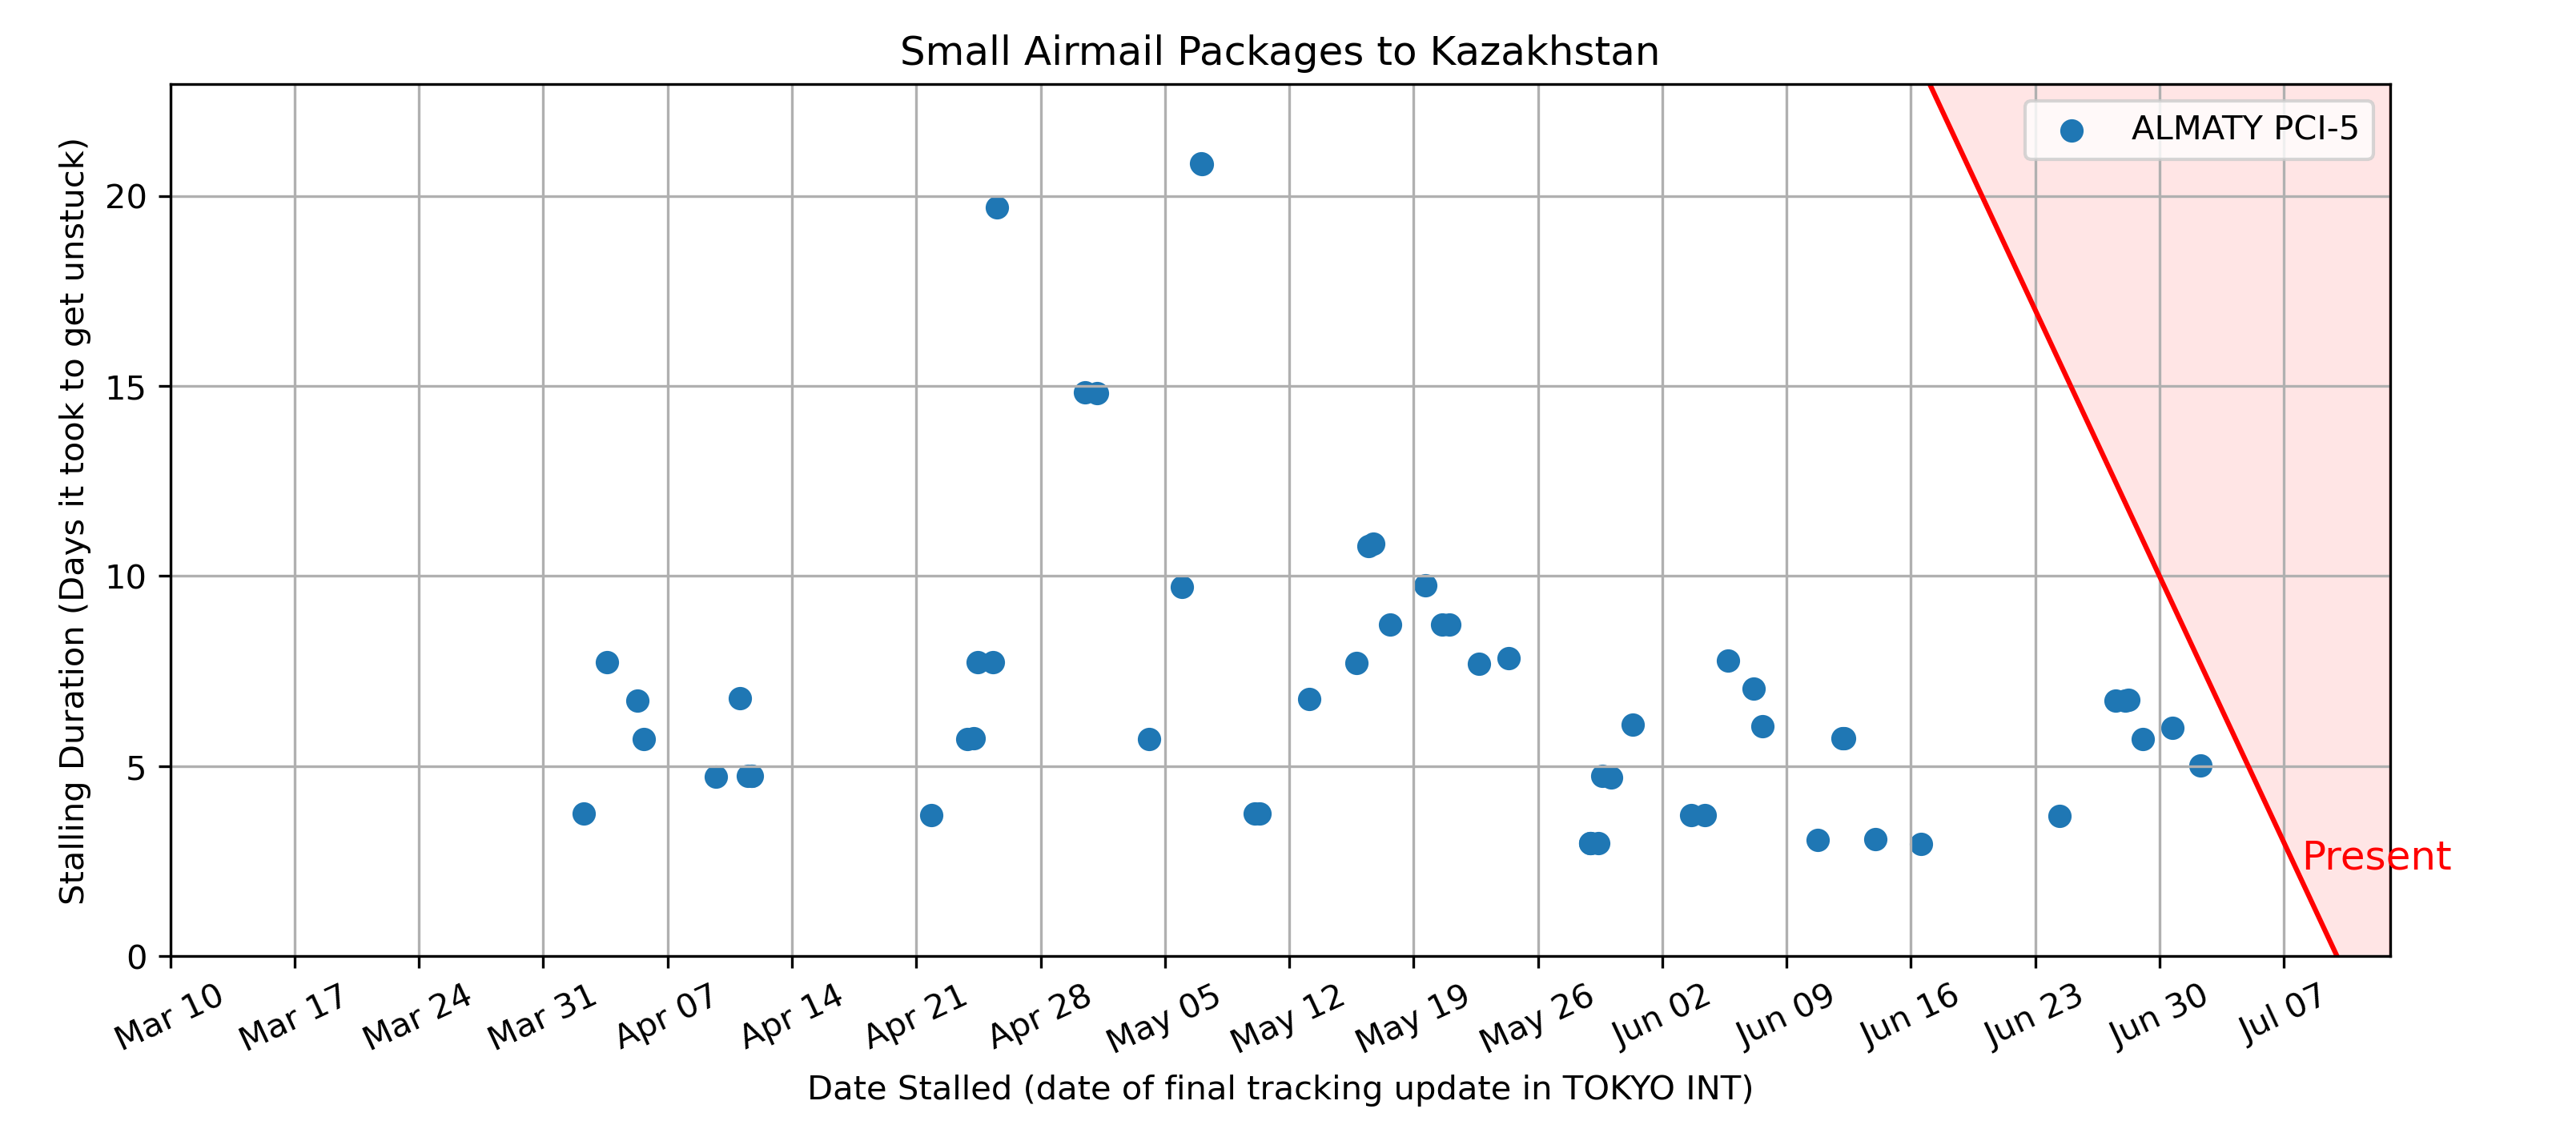 Small Airmail Packages to Kazakhstan
ALMATY PCI-5
Stalling Duration (Days it took to get unstuck)
20
15
10
5
0
Present
Mar 10
Mar 17
Mar 24
Mar 31
Apr 07
Apr 14
Apr 21
Apr 28
May 05
May 12
May 19
May 26
Jun 02
Jun 09
Jun 16
Jun 23
Jun 30
Jul 07
Date Stalled (date of final tracking update in TOKYO INT)